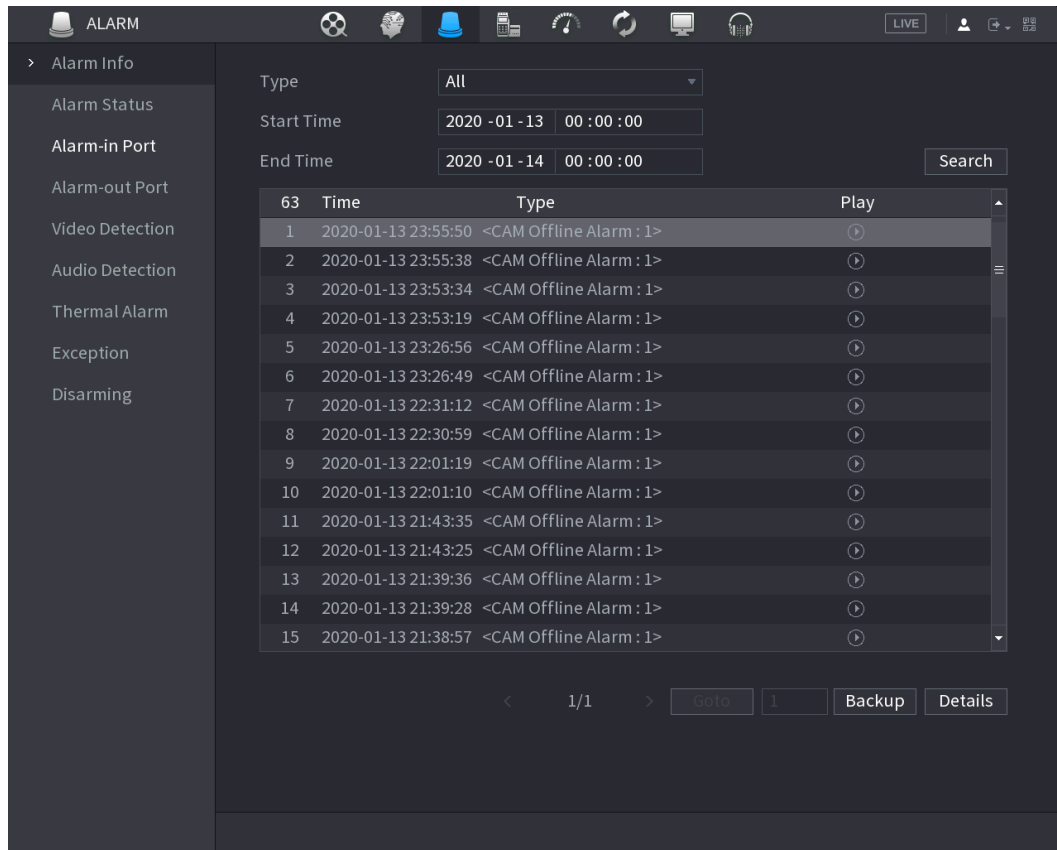 ALARM LIVE
Alarm Info
Alarm Status
Alarm-in Port
Alarm-out Port
Video Detection
Audio Detection
Thermal Alarm
Exception
Disarming
Type All
Start Time 2020 -01 -13 00 : 00 : 00
End Time 2020 -01 -14 00 : 00 : 00 Search
63 Time Type Play
1 2020-01-13 23:55:50 <CAM Offline Alarm : 1>
2 2020-01-13 23:55:38 <CAM Offline Alarm : 1>
3 2020-01-13 23:53:34 <CAM Offline Alarm : 1>
4 2020-01-13 23:53:19 <CAM Offline Alarm : 1>
5 2020-01-13 23:26:56 <CAM Offline Alarm : 1>
6 2020-01-13 23:26:49 <CAM Offline Alarm : 1>
7 2020-01-13 22:31:12 <CAM Offline Alarm : 1>
8 2020-01-13 22:30:59 <CAM Offline Alarm : 1>
9 2020-01-13 22:01:19 <CAM Offline Alarm : 1>
10 2020-01-13 22:01:10 <CAM Offline Alarm : 1>
11 2020-01-13 21:43:35 <CAM Offline Alarm : 1>
12 2020-01-13 21:43:25 <CAM Offline Alarm : 1>
13 2020-01-13 21:39:36 <CAM Offline Alarm : 1>
14 2020-01-13 21:39:28 <CAM Offline Alarm : 1>
15 2020-01-13 21:38:57 <CAM Offline Alarm : 1>
< 1/1 > Goto 1 Backup Details